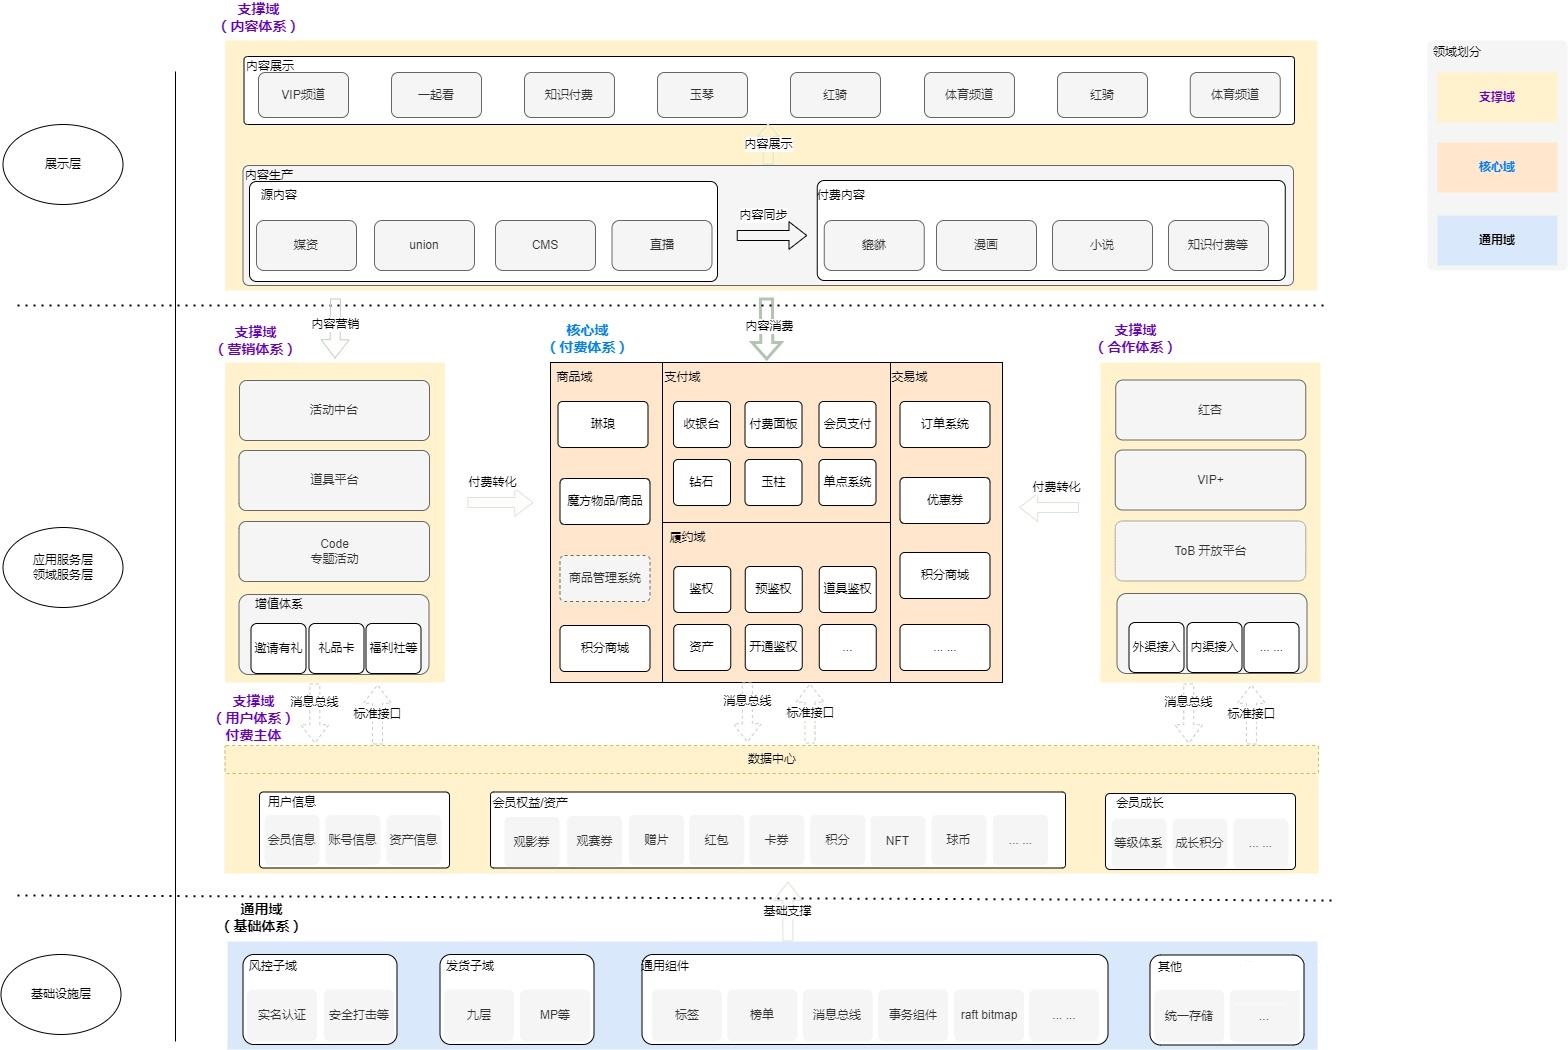 支撑域
（内容体系）
内容展示
VIP频道
一起看
知识付费
玉琴
红骑
体育频道
红骑
体育频道
内容展示
内容生产
源内容
媒资
union
CMS
直播
内容同步
付费内容
貔貅
漫画
小说
知识付费等
领域划分
支撑域
核心域
通用域
展示层
内容营销
内容消费
支撑域
（营销体系）
活动中台
道具平台
Code
专题活动
增值体系
邀请有礼
礼品卡
福利社等
付费转化
核心域
（付费体系）
商品域
琳琅
魔方物品/商品
商品管理系统
积分商城
支付域
收银台
付费面板
会员支付
钻石
玉柱
单点系统
履约域
鉴权
预鉴权
道具鉴权
资产
开通鉴权
...
交易域
订单系统
优惠券
积分商城
... ...
付费转化
支撑域
（合作体系）
红杏
VIP+
ToB 开放平台
外渠接入
内渠接入
... ...
应用服务层
领域服务层
消息总线
标准接口
消息总线
标准接口
消息总线
标准接口
支撑域
（用户体系）
付费主体
数据中心
用户信息
会员信息
账号信息
资产信息
会员权益/资产
观影券
观赛券
赠片
红包
卡券
积分
NFT
球币
... ...
会员成长
等级体系
成长积分
... ...
基础支撑
通用域
（基础体系）
基础设施层
风控子域
实名认证
安全打击等
发货子域
九层
MP等
通用组件
标签
榜单
消息总线
事务组件
raft bitmap
... ...
其他
统一存储
...